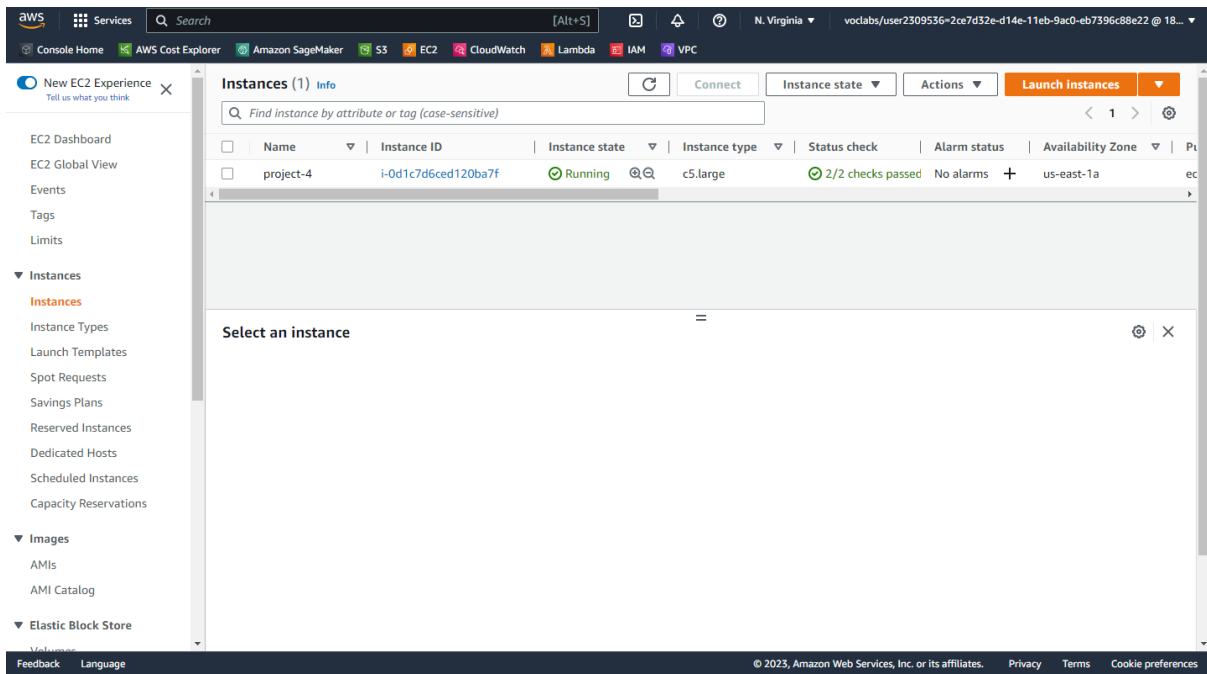 aws Services Search [Alt+S] N. Virginia voclabs/user2309536=2ce7d32e-d14e-11eb-9ac0-eb7396c88e22 @ 18...
Console Home AWS Cost Explorer Amazon SageMaker S3 EC2 CloudWatch Lambda IAM VPC
New EC2 Experience
Tell us what you think
EC2 Dashboard
EC2 Global View
Events
Tags
Limits
Instances
Instances
Instance Types
Launch Templates
Spot Requests
Savings Plans
Reserved Instances
Dedicated Hosts
Scheduled Instances
Capacity Reservations
Images
AMIs
AMI Catalog
Elastic Block Store
Volumes
Instances (1) Info Connect Instance state Actions Launch instances
Find instance by attribute or tag (case-sensitive) 1
Name Instance ID Instance state Instance type Status check Alarm status Availability Zone Pu
project-4 i-0d1c7d6ced120ba7f Running c5.large 2/2 checks passed No alarms us-east-1a ec
Select an instance
Feedback Language © 2023, Amazon Web Services, Inc. or its affiliates. Privacy Terms Cookie preferences